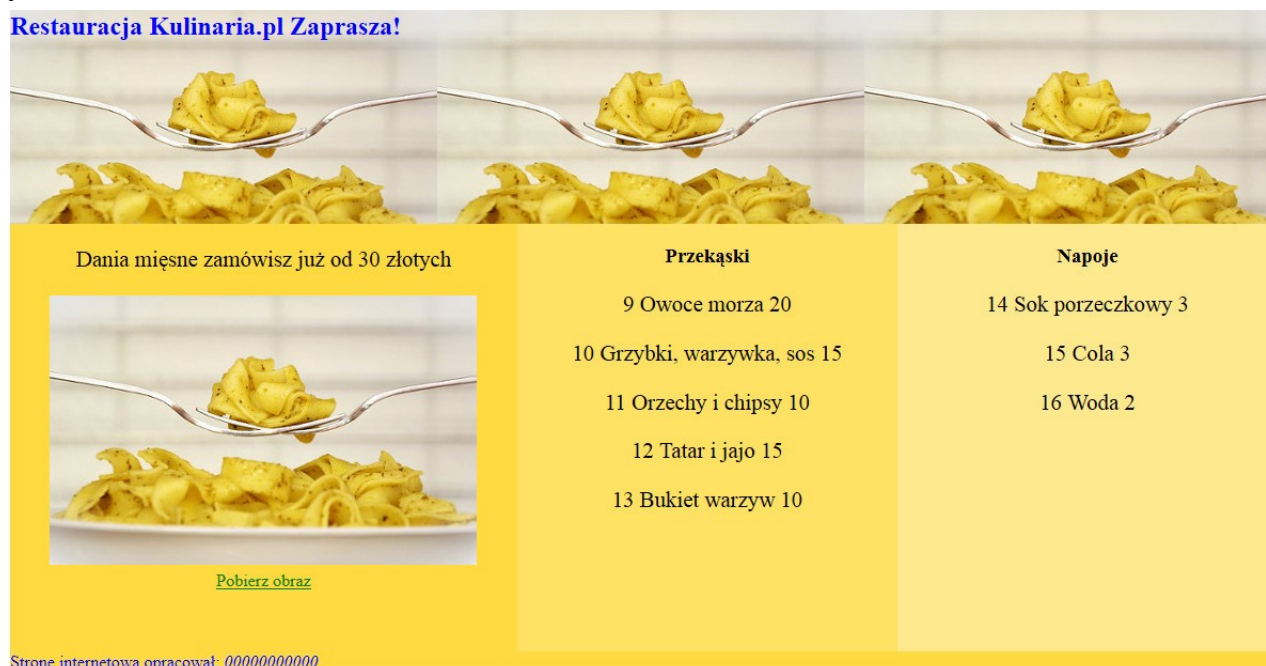 Restauracja Kulinaria.pl Zaprasza!
Dania mięsne zamówisz już od 30 złotych
Pobierz obraz
Przekąski
9 Owoce morza 20
10 Grzybki, warzywka, sos 15
11 Orzechy i chipsy 10
12 Tatar i jajo 15
13 Bukiet warzyw 10
Napoje
14 Sok porzeczkowy 3
15 Cola 3
16 Woda 2
Stronę internetową opracował: 00000000000